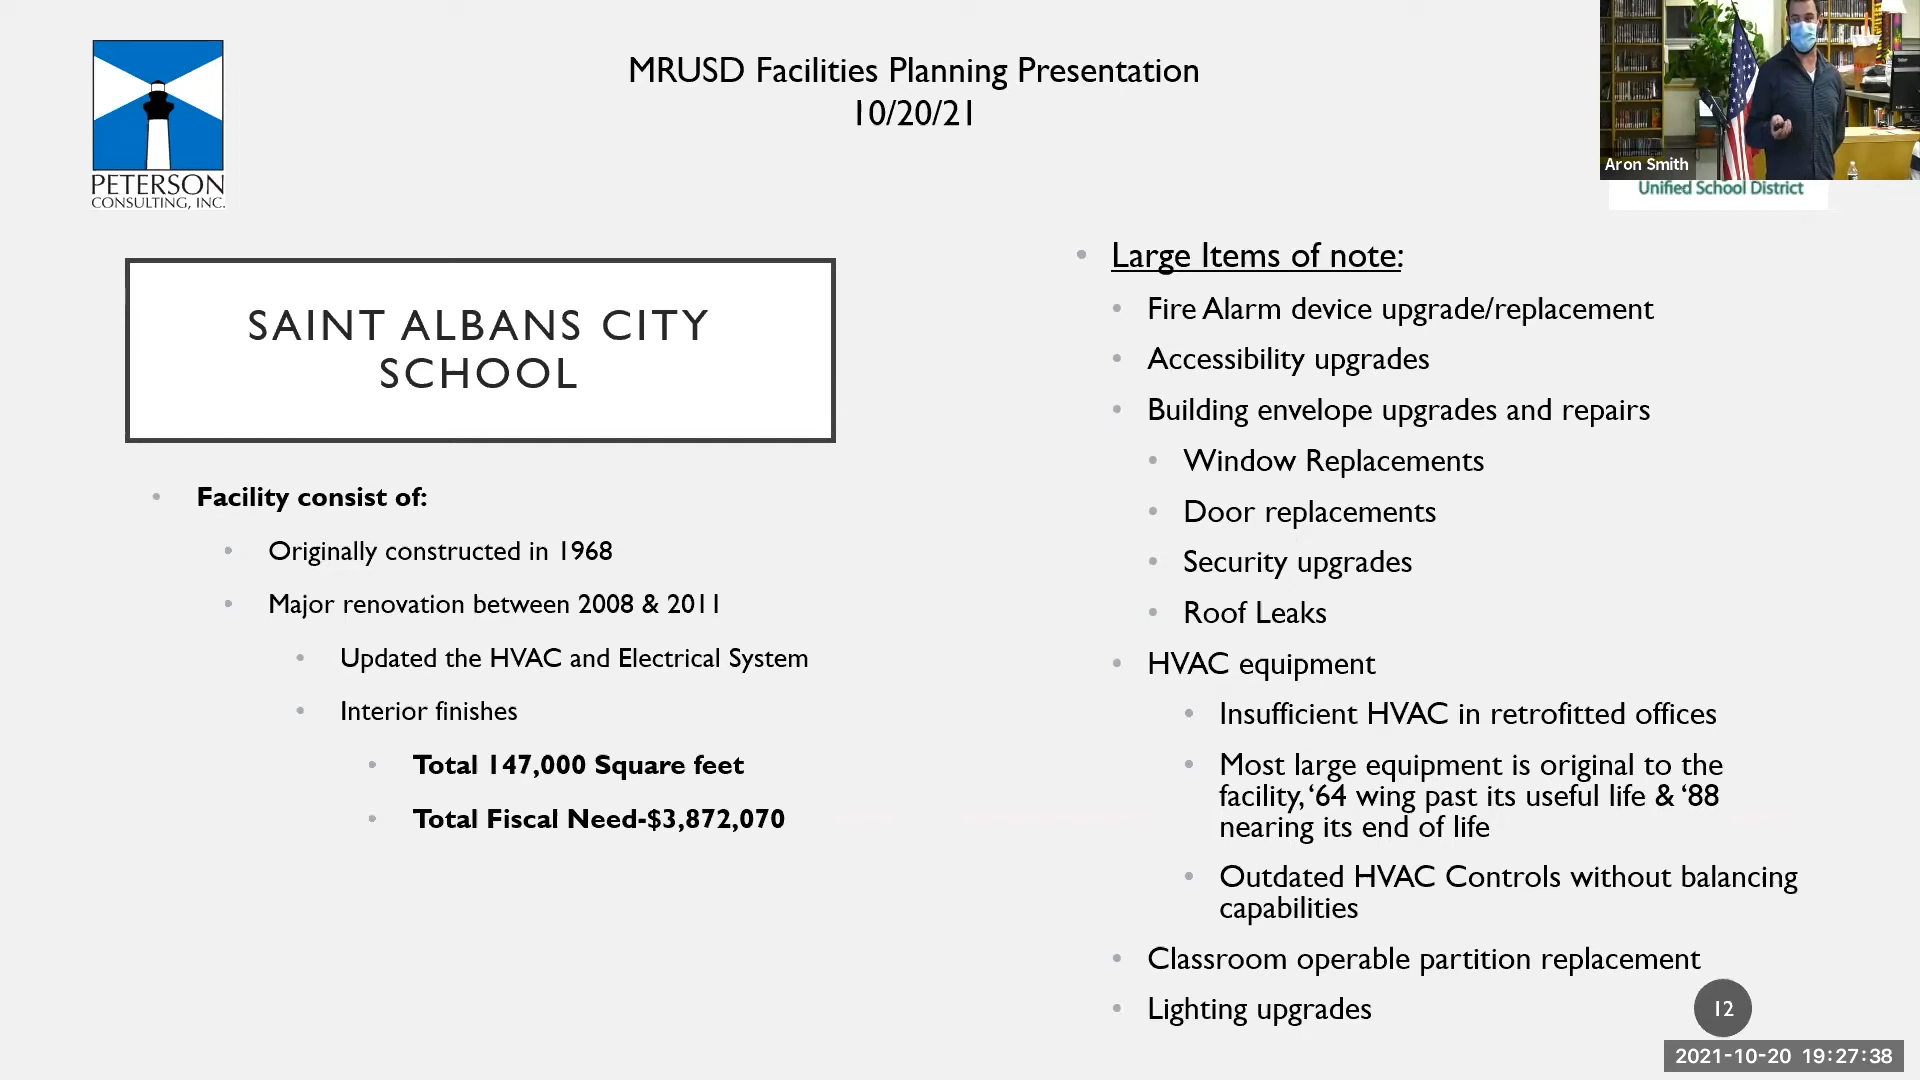 MRUSD Facilities Planning Presentation
10/20/21
PETERSON
CONSULTING, INC.
Aron Smith
Unified School District
SAINT ALBANS CITY
SCHOOL
Facility consist of:
Originally constructed in 1968
Major renovation between 2008 & 2011
Updated the HVAC and Electrical System
Interior finishes
Total 147,000 Square feet
Total Fiscal Need-$3,872,070
Large Items of note:
Fire Alarm device upgrade/replacement
Accessibility upgrades
Building envelope upgrades and repairs
Window Replacements
Door replacements
Security upgrades
Roof Leaks
HVAC equipment
Insufficient HVAC in retrofitted offices
Most large equipment is original to the
facility, ‘64 wing past its useful life & ‘88
nearing its end of life
Outdated HVAC Controls without balancing
capabilities
Classroom operable partition replacement
Lighting upgrades
12
2021-10-20 19:27:38